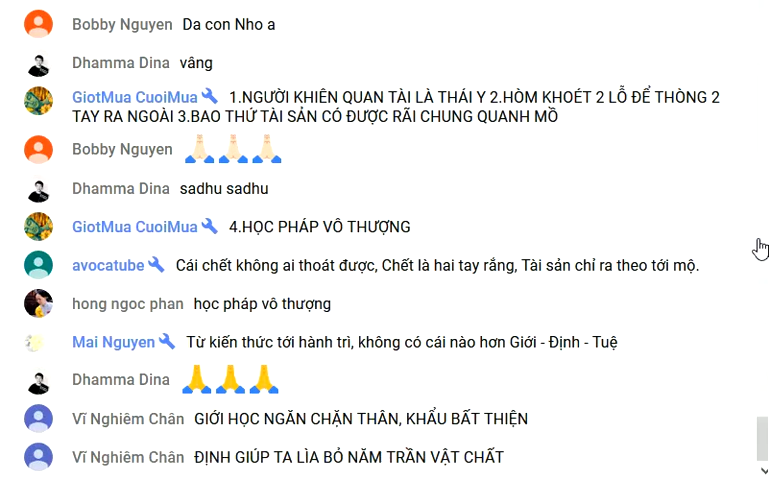 Bobby Nguyen Da con Nho a
Dhamma Dina vâng
GiotMua CuoiMua 1.NGƯỜI KHIÊN QUAN TÀI LÀ THÁI Y 2.HÒM KHOÉT 2 LỖ ĐỂ THÒNG 2
TAY RA NGOÀI 3.BAO THỨ TÀI SẢN CÓ ĐƯỢC RÃI CHUNG QUANH MỒ
Bobby Nguyen
Dhamma Dina sadhu sadhu
GiotMua CuoiMua 4.HỌC PHÁP VÔ THƯỢNG
avocatube Cái chết không ai thoát được, Chết là hai tay rắng, Tài sản chỉ ra theo tới mộ.
hong ngoc phan học pháp vô thượng
Mai Nguyen Từ kiến thức tới hành trì, không có cái nào hơn Giới - Định - Tuệ
Dhamma Dina
Vĩ Nghiêm Chân GIỚI HỌC NGĂN CHẶN THÂN, KHẨU BẤT THIỆN
Vĩ Nghiêm Chân ĐỊNH GIÚP TA LÌA BỎ NĂM TRẦN VẬT CHẤT